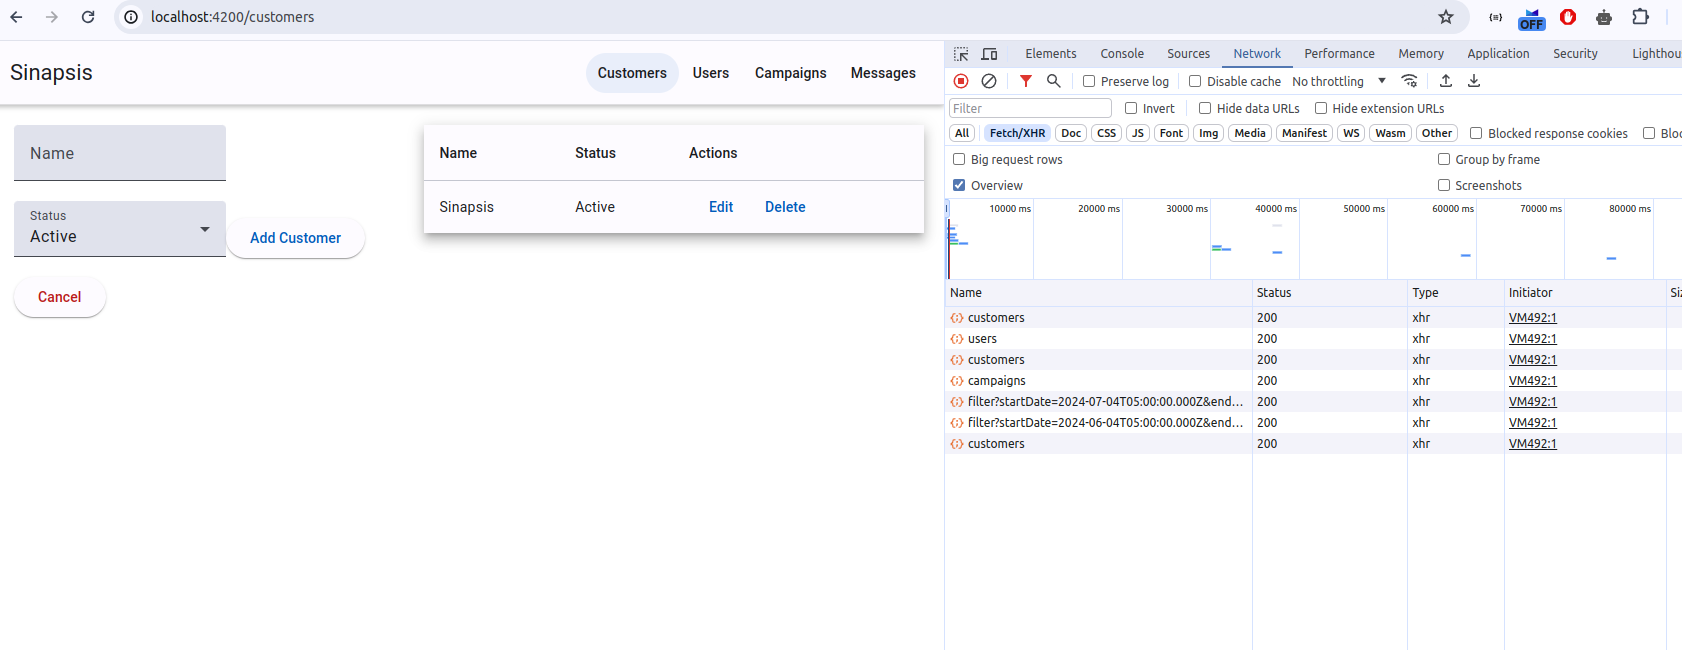 localhost:4200/customers
OFF
Sinapsis
Customers Users Campaigns Messages
Name
Status
Active
Add Customer
Cancel
Name Status Actions
Sinapsis Active Edit Delete
Elements Console Sources Network Performance Memory Application Security Lighthou
Preserve log Disable cache No throttling
Filter Invert Hide data URLs Hide extension URLs
All Fetch/XHR Doc CSS JS Font Img Media Manifest WS Wasm Other Blocked response cookies Bloc
Big request rows Group by frame
Overview Screenshots
10000 ms 20000 ms 30000 ms 40000 ms 50000 ms 60000 ms 70000 ms 80000 ms
Name Status Type Initiator Siz
customers 200 xhr VM492:1
users 200 xhr VM492:1
customers 200 xhr VM492:1
campaigns 200 xhr VM492:1
filter?startDate=2024-07-04T05:00:00.000Z&end… 200 xhr VM492:1
filter?startDate=2024-06-04T05:00:00.000Z&end… 200 xhr VM492:1
customers 200 xhr VM492:1